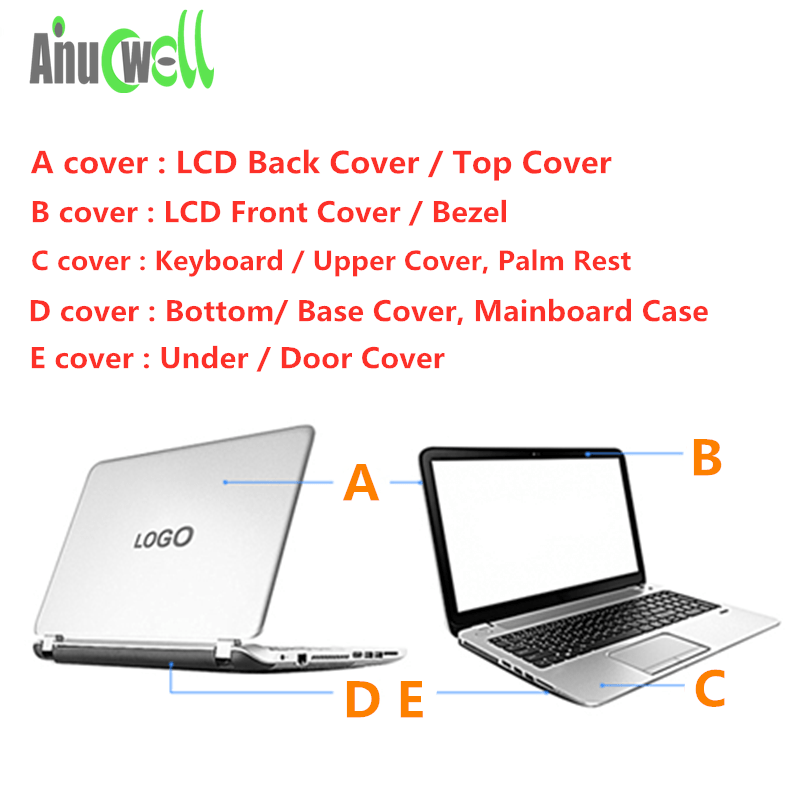 AinuCwell
A cover : LCD Back Cover / Top Cover
B cover : LCD Front Cover / Bezel
C cover : Keyboard / Upper Cover, Palm Rest
D cover : Bottom/ Base Cover, Mainboard Case
E cover : Under / Door Cover
B
A
LOGO
D E
C